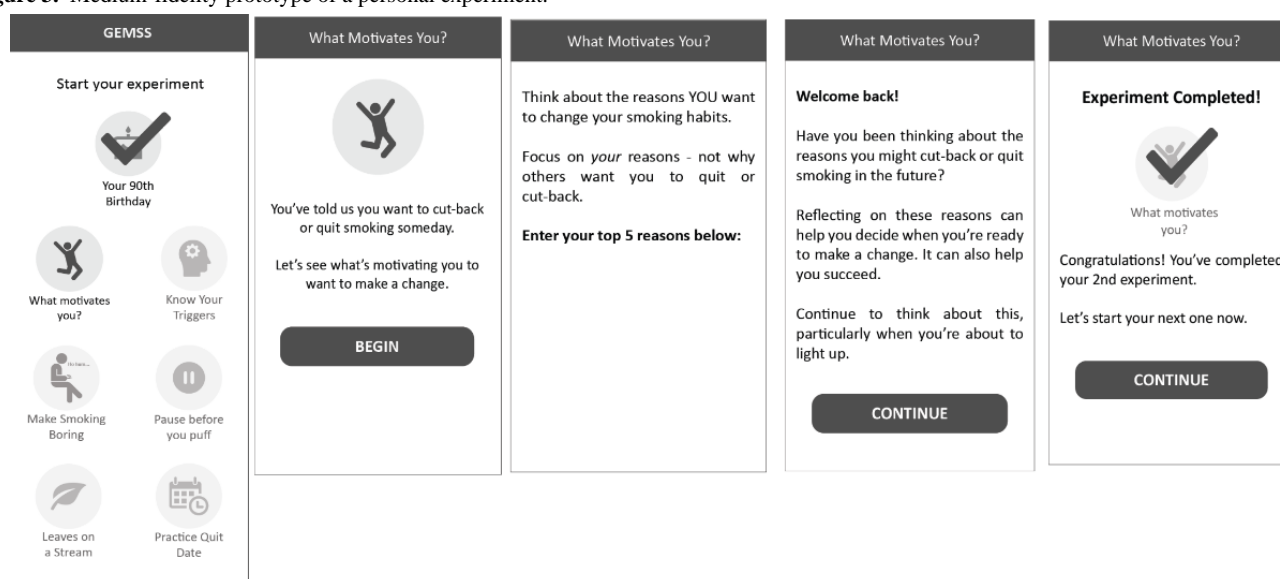 Figure 3. Medium-fidelity prototype of a personal experiment.
GEMSS
Start your experiment
Your 90th
Birthday
What motivates
you?
Know Your
Triggers
Make Smoking
Boring
Pause before
you puff
Leaves on
a Stream
Practice Quit
Date
What Motivates You?
You've told us you want to cut-back
or quit smoking someday.
Let's see what's motivating you to
want to make a change.
BEGIN
What Motivates You?
Think about the reasons YOU want
to change your smoking habits.
Focus on your reasons - not why
others want you to quit or
cut-back.
Enter your top 5 reasons below:
What Motivates You?
Welcome back!
Have you been thinking about the
reasons you might cut-back or quit
smoking in the future?
Reflecting on these reasons can
help you decide when you're ready
to make a change. It can also help
you succeed.
Continue to think about this,
particularly when you're about to
light up.
CONTINUE
What Motivates You?
Experiment Completed!
What motivates
you?
Congratulations! You've completed
your 2nd experiment.
Let's start your next one now.
CONTINUE